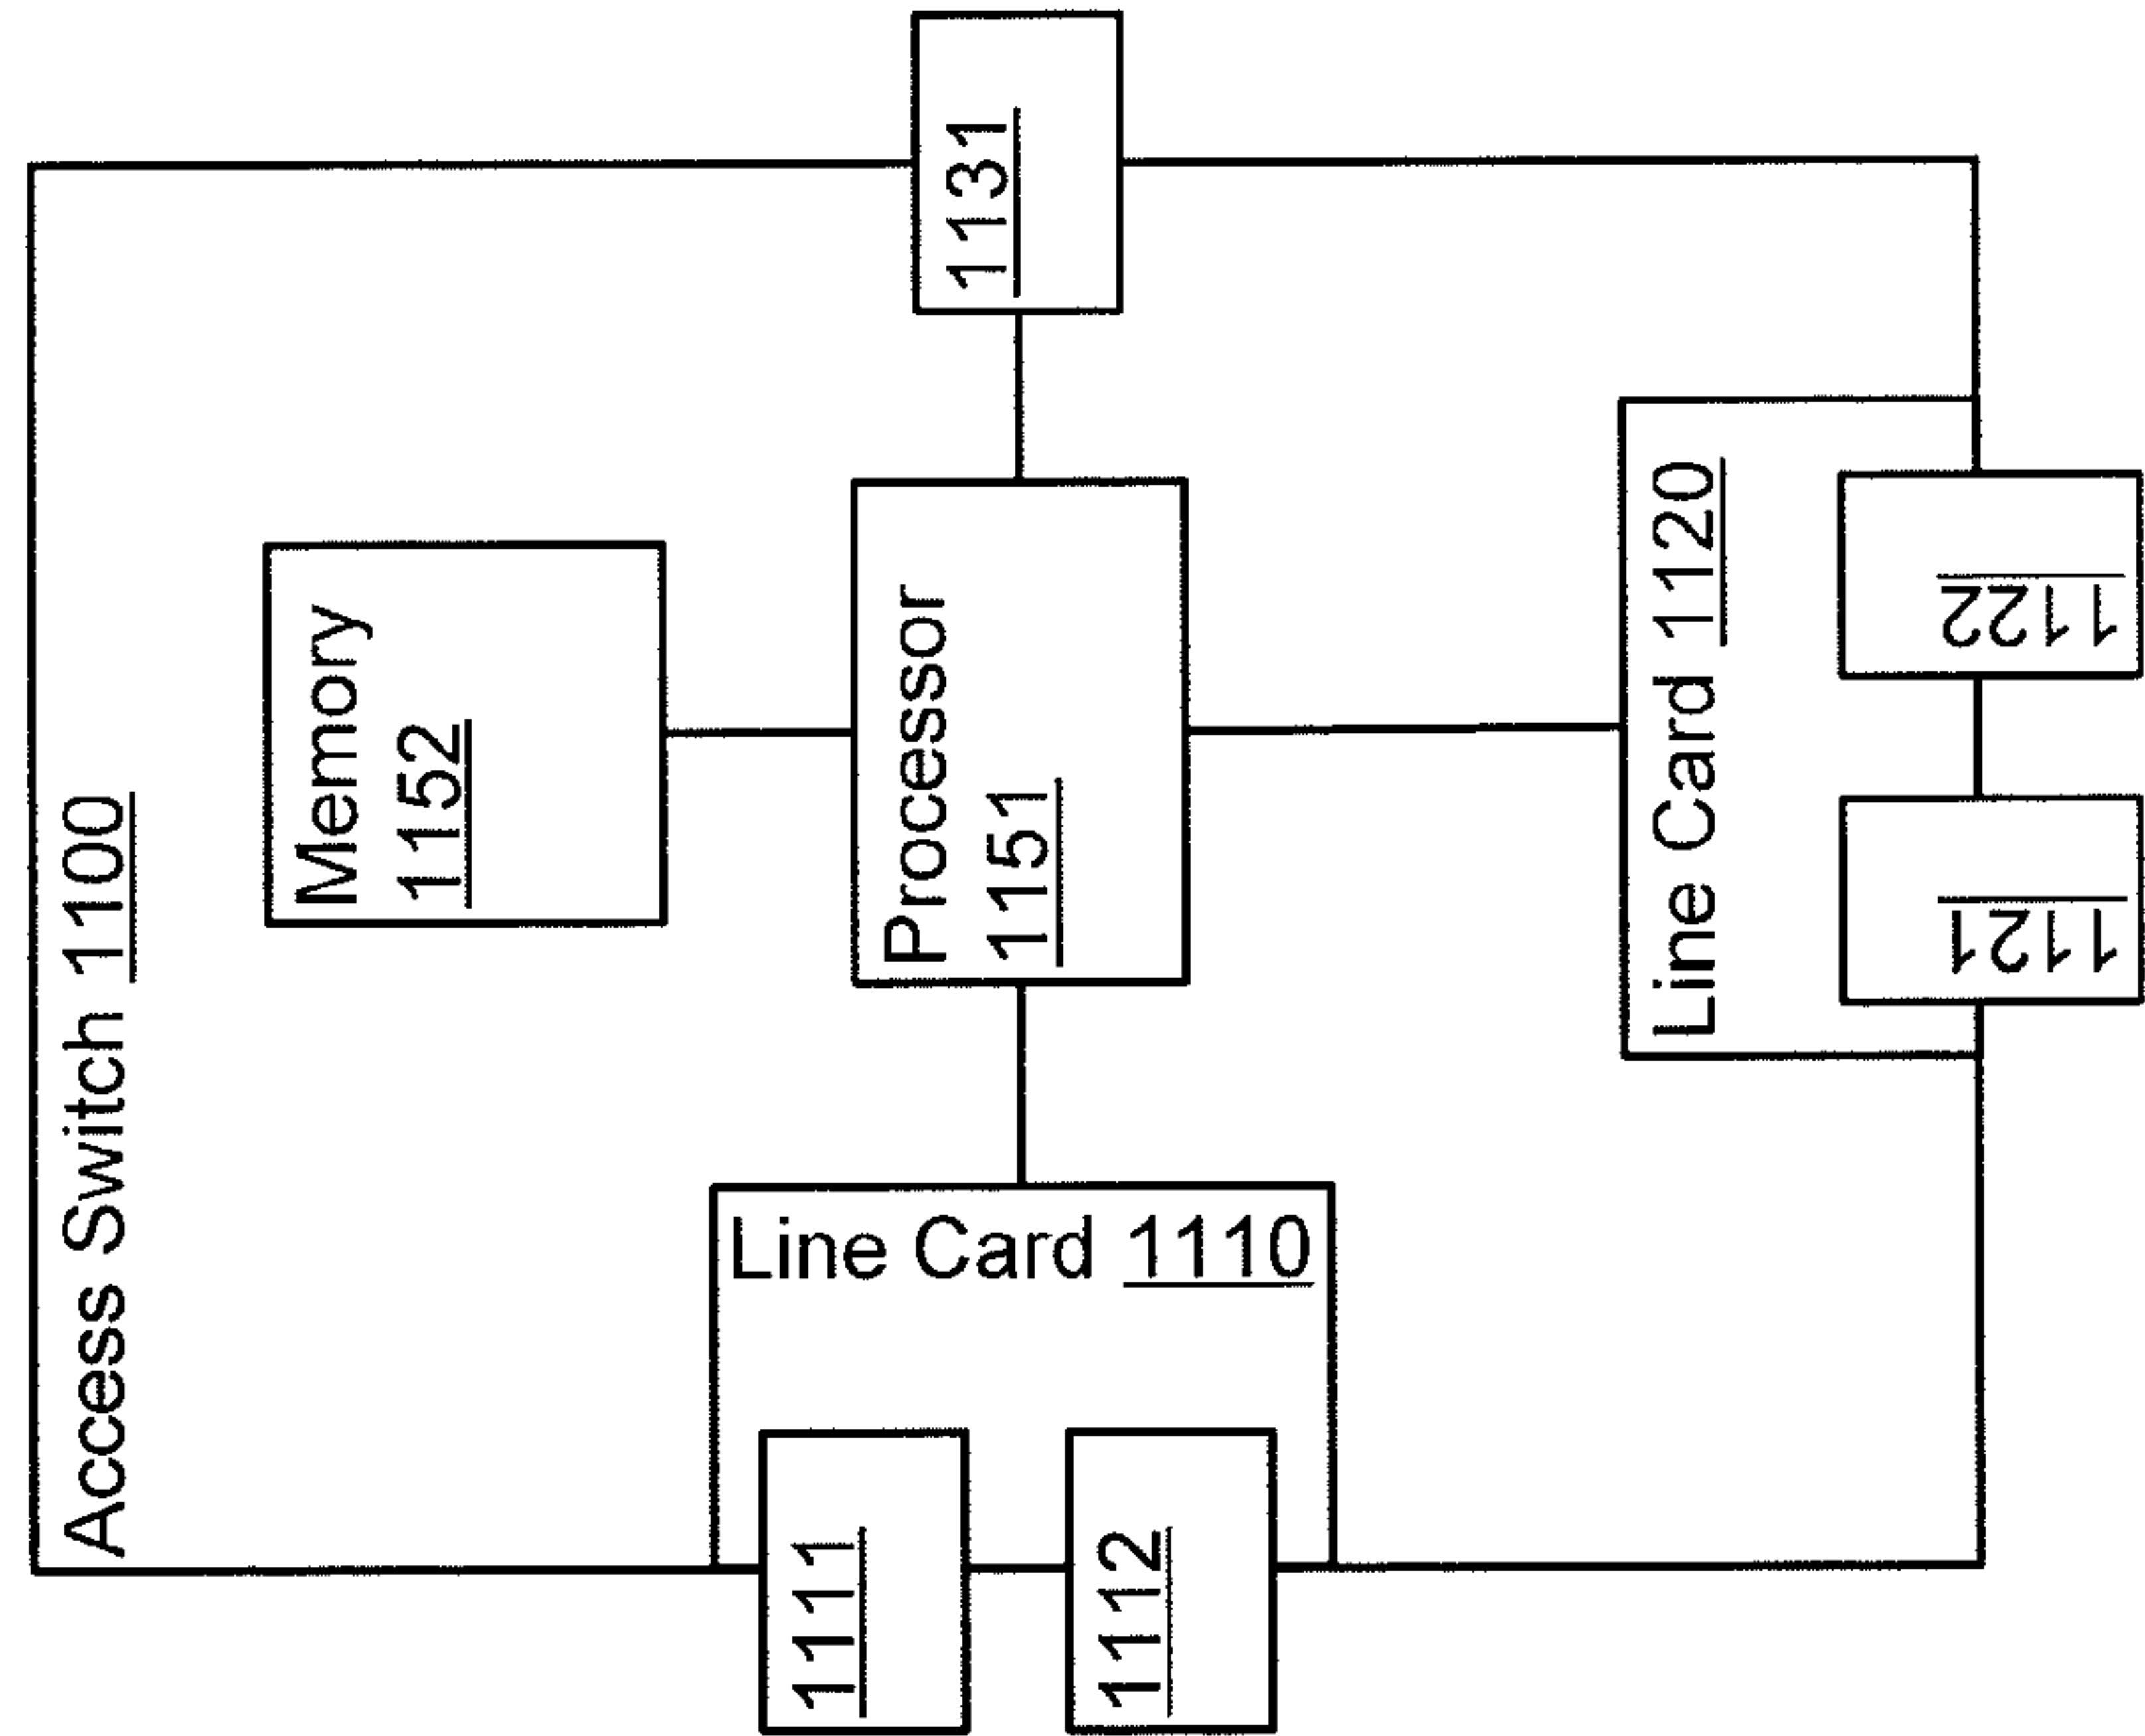 Access Switch 1100
Memory
1152
1131
Processor
1151
Line Card 1110
1111
1112
Line Card 1120
1121
1122